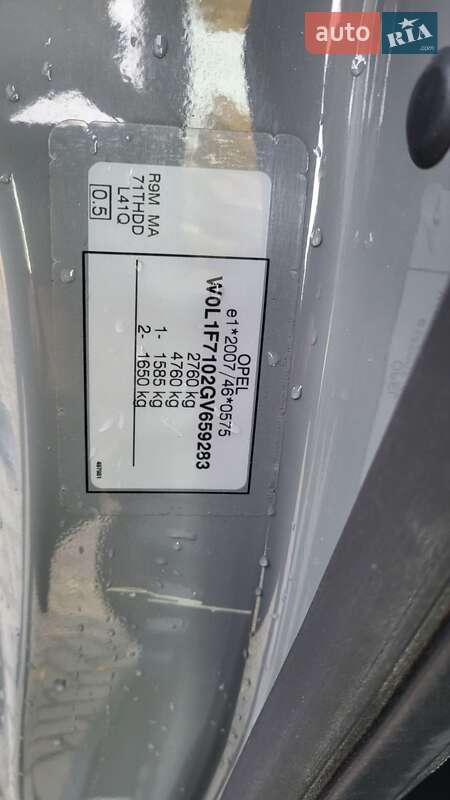 auto RIA
.com
OPEL
e1*2007/46*0575
W0L1F7102GV659283
2760 kg
4760 kg
1- 1585 kg
2- 1650 kg
R9M MA
71THDD
L41Q
0.5